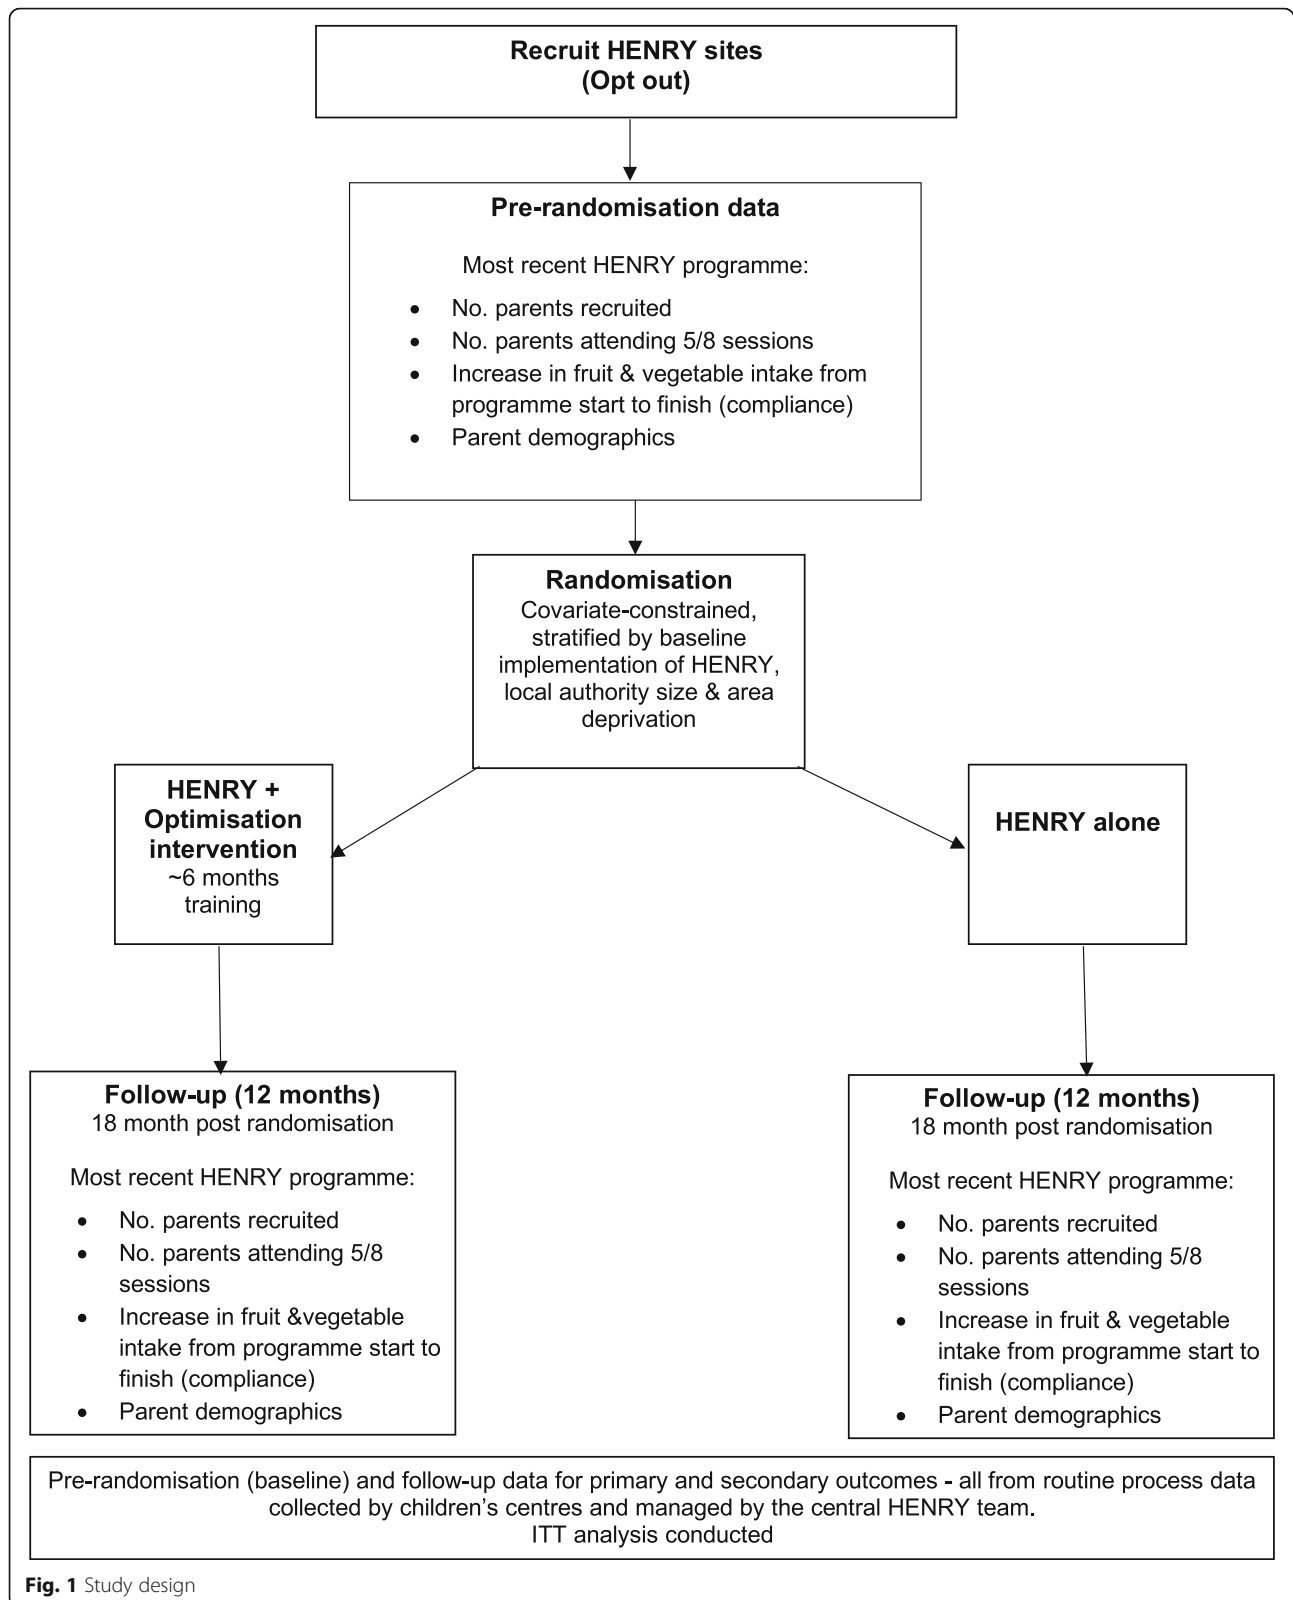 Recruit HENRY sites
(Opt out)
Pre-randomisation data
Most recent HENRY programme:
• No. parents recruited
• No. parents attending 5/8 sessions
• Increase in fruit & vegetable intake from
programme start to finish (compliance)
• Parent demographics
Randomisation
Covariate-constrained,
stratified by baseline
implementation of HENRY,
local authority size & area
deprivation
HENRY +
Optimisation
intervention
~6 months
training
HENRY alone
Follow-up (12 months)
18 month post randomisation
Most recent HENRY programme:
• No. parents recruited
• No. parents attending 5/8
sessions
• Increase in fruit &vegetable
intake from programme start to
finish (compliance)
• Parent demographics
Follow-up (12 months)
18 month post randomisation
Most recent HENRY programme:
• No. parents recruited
• No. parents attending 5/8
sessions
• Increase in fruit & vegetable
intake from programme start to
finish (compliance)
• Parent demographics
Pre-randomisation (baseline) and follow-up data for primary and secondary outcomes - all from routine process data
collected by children's centres and managed by the central HENRY team.
ITT analysis conducted
Fig. 1 Study design